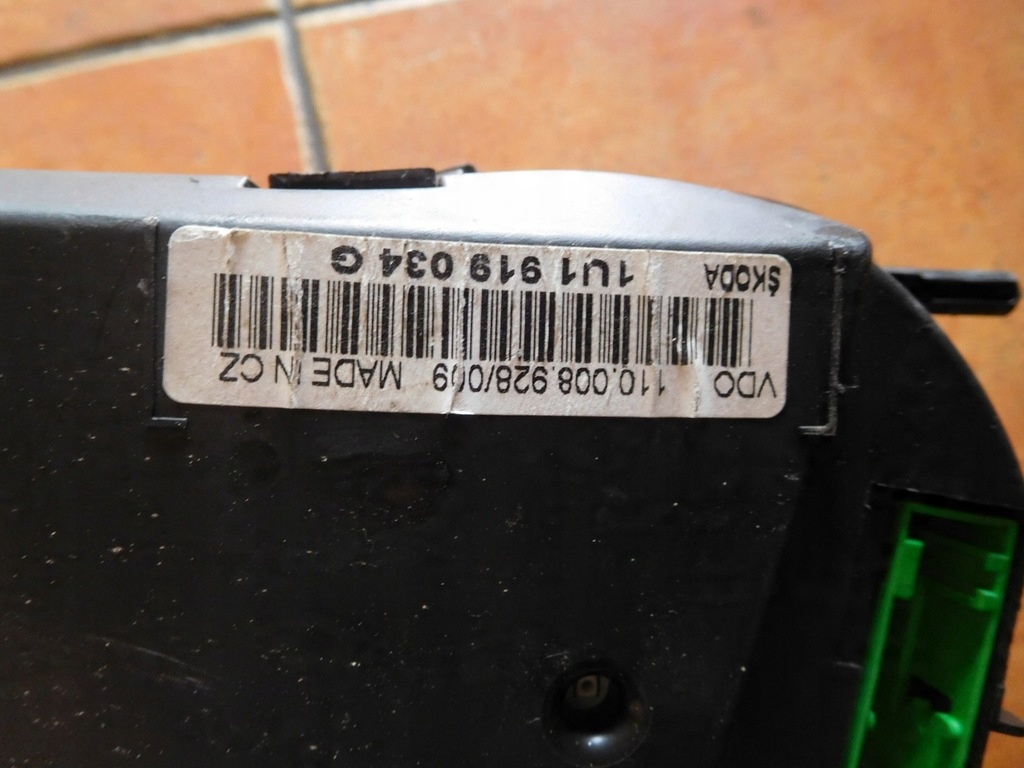 VDO 110.008.928/009 MADE IN CZ
ŠKODA 1U1 919 034 G